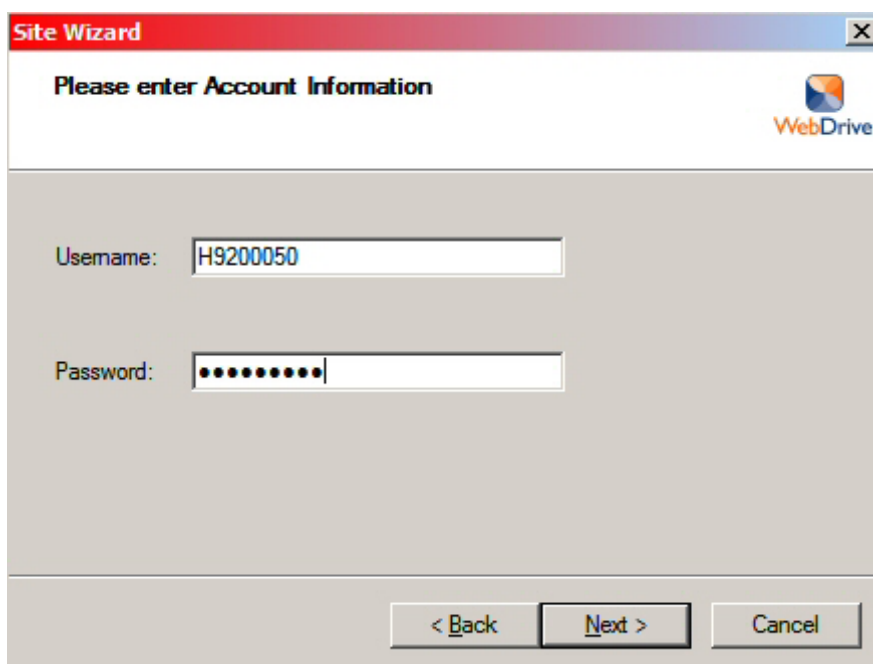 Site Wizard
Please enter Account Information
WebDrive
Username: H9200050
Password: •••••••••
< Back Next > Cancel